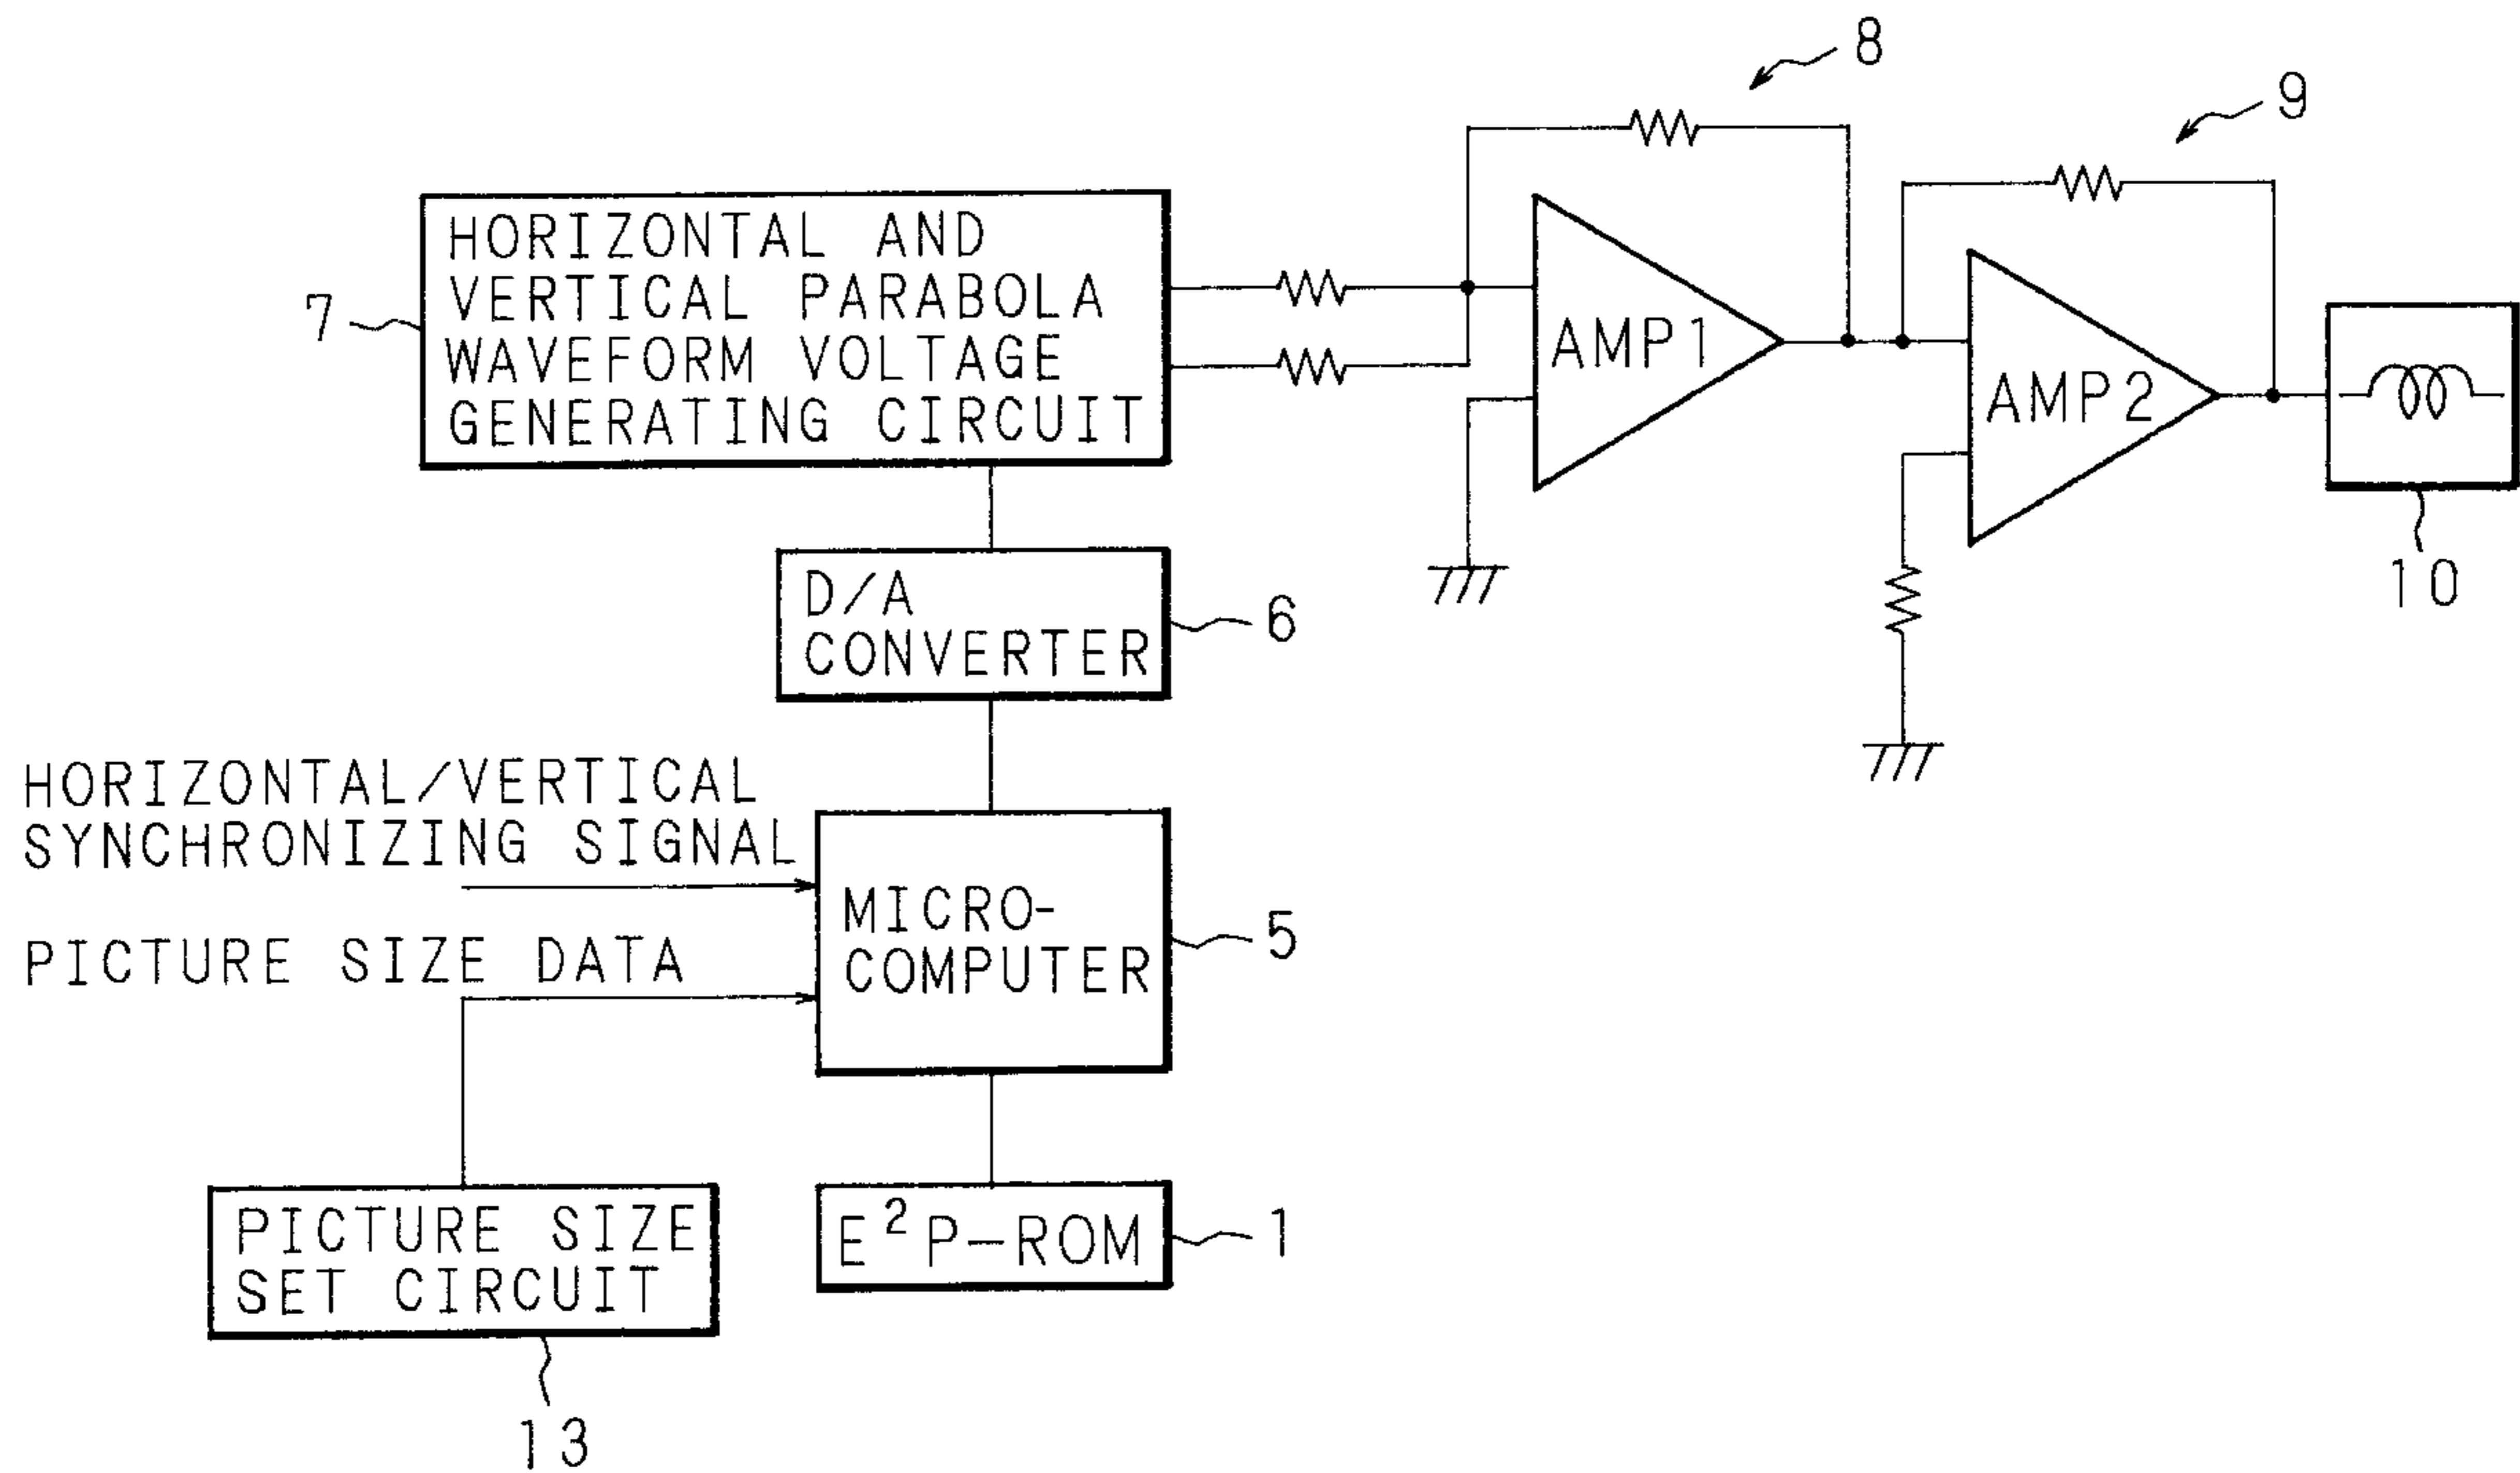 8
9
HORIZONTAL AND
VERTICAL PARABOLA
WAVEFORM VOLTAGE
GENERATING CIRCUIT
7
AMP1
AMP2
10
D/A
CONVERTER
6
HORIZONTAL/VERTICAL
SYNCHRONIZING SIGNAL
PICTURE SIZE DATA
MICRO-
COMPUTER
5
PICTURE SIZE
SET CIRCUIT
13
E²P-ROM
1